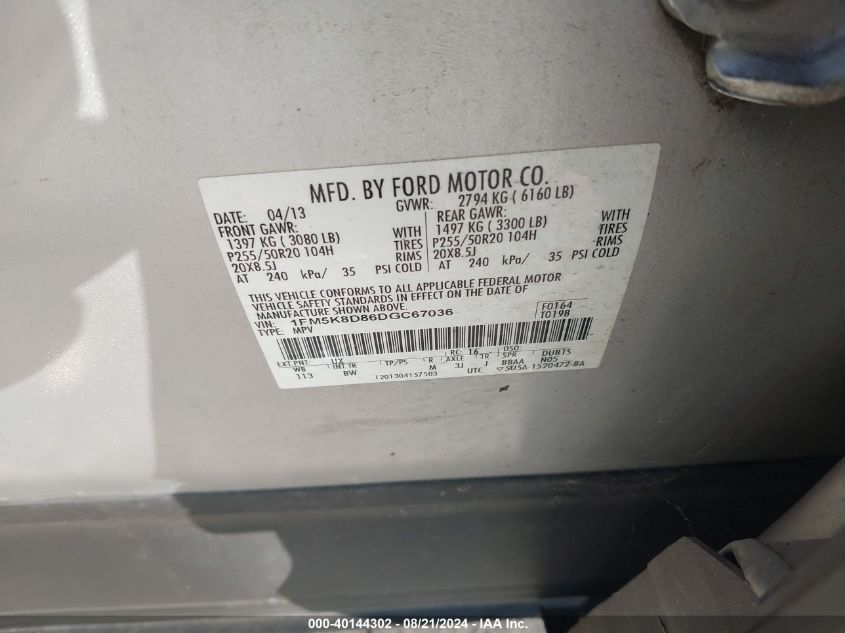 MFD. BY FORD MOTOR CO.
DATE: 04/13 GVWR: 2794 KG ( 6160 LB)
FRONT GAWR: REAR GAWR:
1397 KG ( 3080 LB) WITH 1497 KG ( 3300 LB) WITH
P255/50R20 104H TIRES P255/50R20 104H TIRES
20X8.5J RIMS 20X8.5J RIMS
AT 240 kPa/ 35 PSI COLD AT 240 kPa/ 35 PSI COLD
THIS VEHICLE CONFORMS TO ALL APPLICABLE FEDERAL MOTOR
VEHICLE SAFETY STANDARDS IN EFFECT ON THE DATE OF
MANUFACTURE SHOWN ABOVE.
VIN: 1FM5K8D86DGC67036 F0164
TYPE: MPV T0198
RC: 16 DSO:
EXT PNT: UX
WB INT TR TP/PS R AXLE TR SPR DUBTS
113 BW M 3J J BBAA N05
UTC 5U5A-1520472-BA
000-40144302 - 08/21/2024 - IAA Inc.